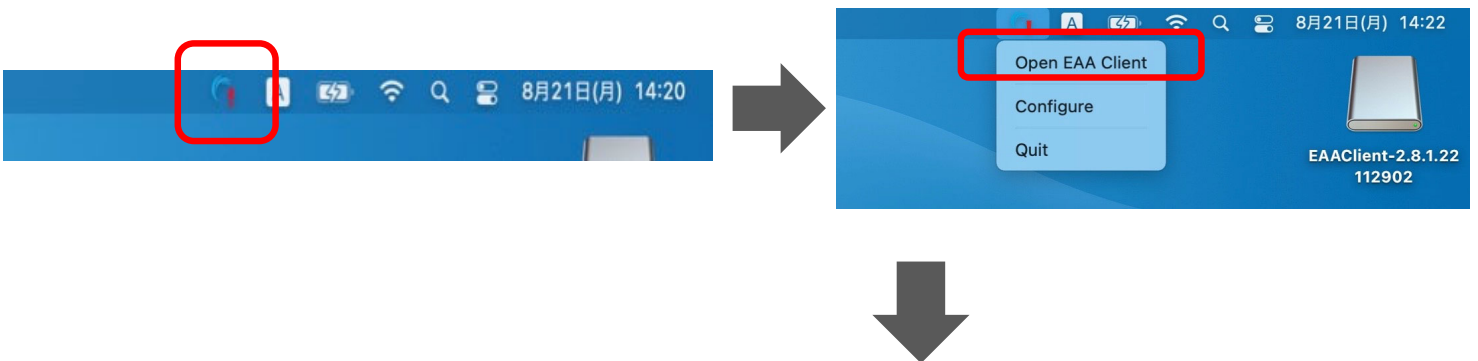 A
8月21日(月) 14:20
A
8月21日(月) 14:22
Open EAA Client
Configure
Quit
EAAClient-2.8.1.22
112902